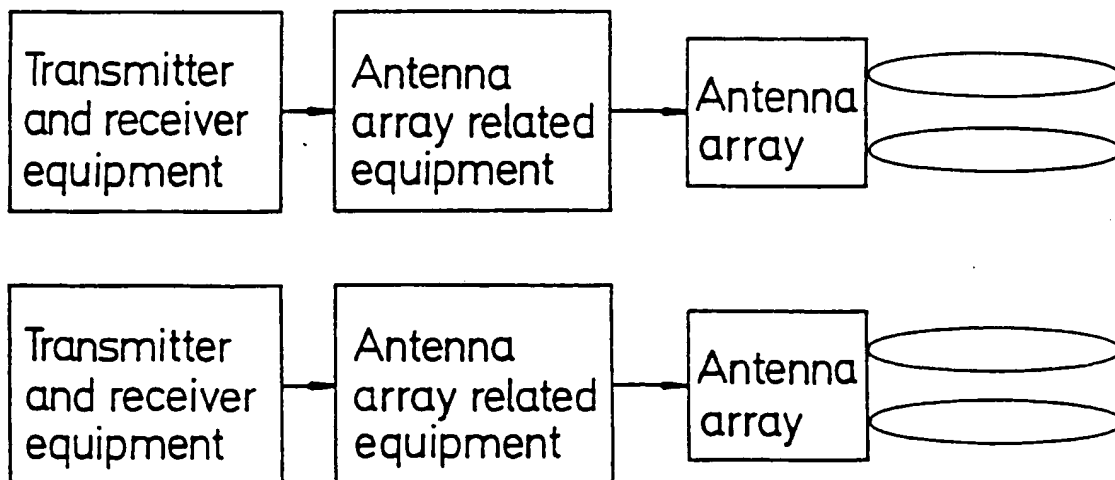 Transmitter
and receiver
equipment
Antenna
array related
equipment
Antenna
array
Transmitter
and receiver
equipment
Antenna
array related
equipment
Antenna
array